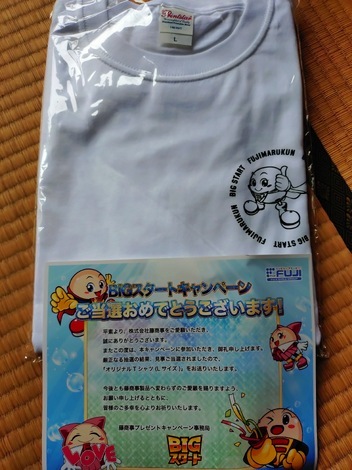 Printstar
L
BIG START FUJIMARUKUN BIG START FUJIMARUKUN
FUJI
BIGスタートキャンペーン
ご当選おめでとうございます!
平素より、株式会社藤商事をご愛顧いただき、
誠にありがとうございます。
またこの度は、本キャンペーンに参加いただき、御礼申し上げます。
厳正なる抽選の結果、見事ご当選されましたので、
「オリジナルTシャツ(Lサイズ)」をお送りいたします。
今後とも藤商事製品へ変わらずのご愛顧を賜りますよう、
お願い申し上げるとともに、
皆様のご多幸を心よりお祈りいたします。
藤商事プレゼントキャンペーン事務局
BIG
スタート
LOVE